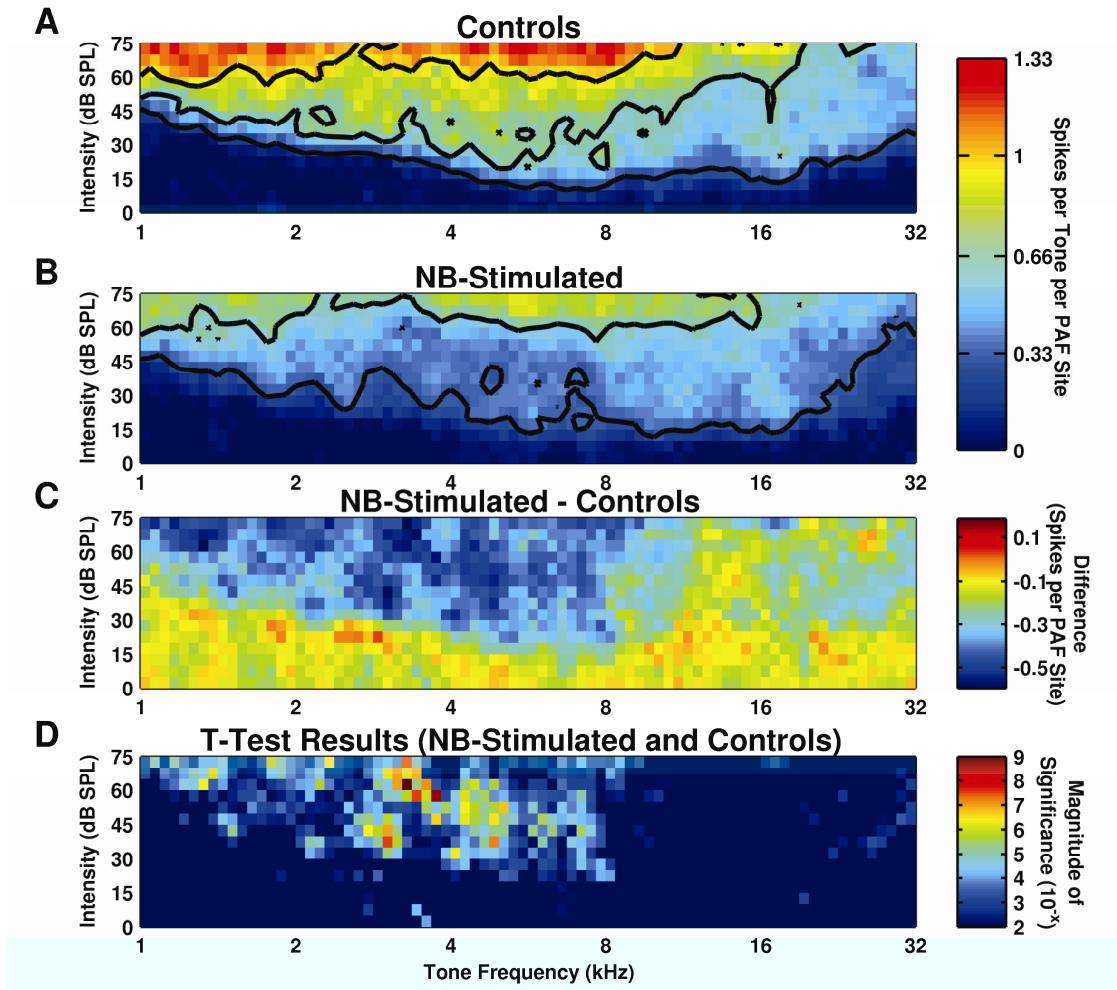 A
Controls
75
60
45
30
15
0
Intensity (dB SPL)
1 2 4 8 16 32
1.33
1
0.66
0.33
0
Spikes per Tone per PAF Site
B
NB-Stimulated
75
60
45
30
15
0
Intensity (dB SPL)
1 2 4 8 16 32
C
NB-Stimulated - Controls
75
60
45
30
15
0
Intensity (dB SPL)
1 2 4 8 16 32
0.1
-0.1
-0.3
-0.5
Difference
(Spikes per PAF Site)
D
T-Test Results (NB-Stimulated and Controls)
75
60
45
30
15
0
Intensity (dB SPL)
1 2 4 8 16 32
Tone Frequency (kHz)
9
8
7
6
5
4
3
2
Magnitude of
Significance (10-x)